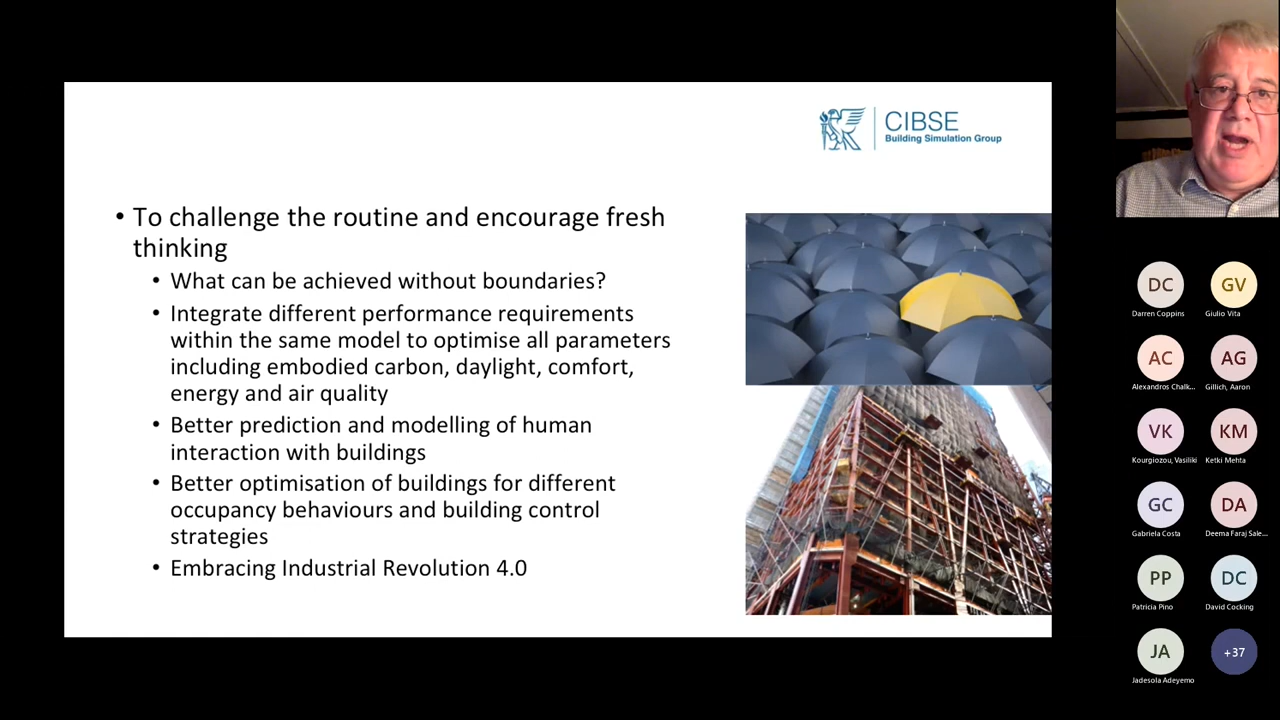 CIBSE
Building Simulation Group
• To challenge the routine and encourage fresh
thinking
• What can be achieved without boundaries?
• Integrate different performance requirements
within the same model to optimise all parameters
including embodied carbon, daylight, comfort,
energy and air quality
• Better prediction and modelling of human
interaction with buildings
• Better optimisation of buildings for different
occupancy behaviours and building control
strategies
• Embracing Industrial Revolution 4.0
DC
GV
Darren Coppins
Giulio Vita
AC
AG
Alexandros Chalk...
Gillich, Aaron
VK
KM
Kourgiozou, Vasiliki
Ketki Mehta
GC
DA
Gabriela Costa
Deema Faraj Sale...
PP
DC
Patricia Pino
David Cocking
JA
+37
Jadesola Adeyemo